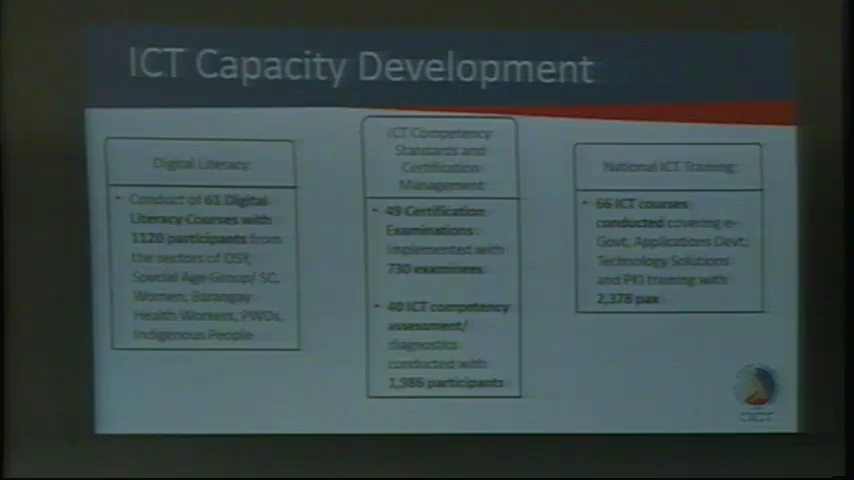 ICT Capacity Development
Digital Literacy
• Conduct of 61 Digital
Literacy Courses with
1120 participants from
the sectors of OSY,
Special Age Group/ SC,
Women, Barangay
Health Workers, PWDs,
Indigenous People
ICT Competency
Standards and
Certification
Management
• 49 Certification
Examinations
Implemented with
730 examinees
• 40 ICT competency
assessment/
diagnostics
conducted with
1,986 participants
National ICT Training
• 66 ICT courses
conducted covering e-
Govt, Applications Devt,
Technology Solutions
and PKI training with
2,378 pax
DICT